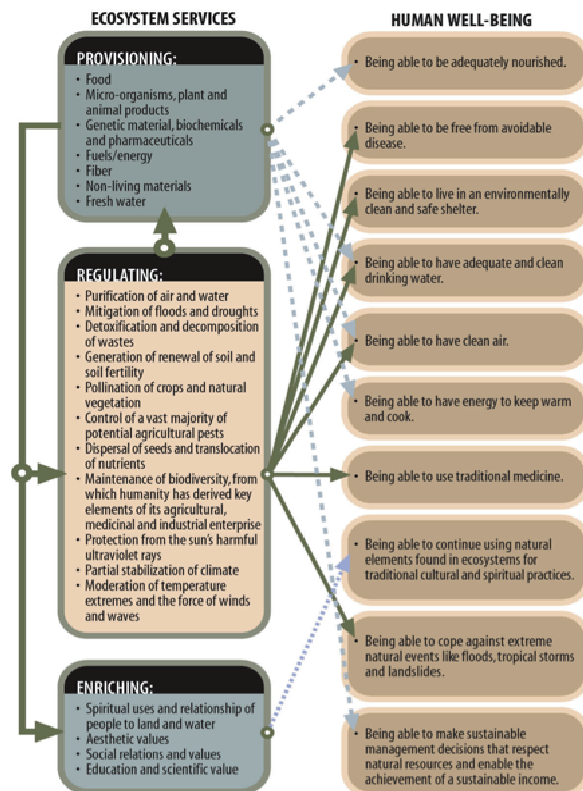 ECOSYSTEM SERVICES
PROVISIONING:
• Food
• Micro-organisms, plant and
animal products
• Genetic material, biochemicals
and pharmaceuticals
• Fuels/energy
• Fiber
• Non-living materials
• Fresh water
REGULATING:
• Purification of air and water
• Mitigation of floods and droughts
• Detoxification and decomposition
of wastes
• Generation of renewal of soil and
soil fertility
• Pollination of crops and natural
vegetation
• Control of a vast majority of
potential agricultural pests
• Dispersal of seeds and translocation
of nutrients
• Maintenance of biodiversity, from
which humanity has derived key
elements of its agricultural,
medicinal and industrial enterprise
• Protection from the sun's harmful
ultraviolet rays
• Partial stabilization of climate
• Moderation of temperature
extremes and the force of winds
and waves
ENRICHING:
• Spiritual uses and relationship of
people to land and water
• Aesthetic values
• Social relations and values
• Education and scientific value
HUMAN WELL-BEING
• Being able to be adequately nourished.
• Being able to be free from avoidable
disease.
• Being able to live in an environmentally
clean and safe shelter.
• Being able to have adequate and clean
drinking water.
• Being able to have clean air.
• Being able to have energy to keep warm
and cook.
• Being able to use traditional medicine.
• Being able to continue using natural
elements found in ecosystems for
traditional cultural and spiritual practices.
• Being able to cope against extreme
natural events like floods, tropical storms
and landslides.
• Being able to make sustainable
management decisions that respect
natural resources and enable the
achievement of a sustainable income.